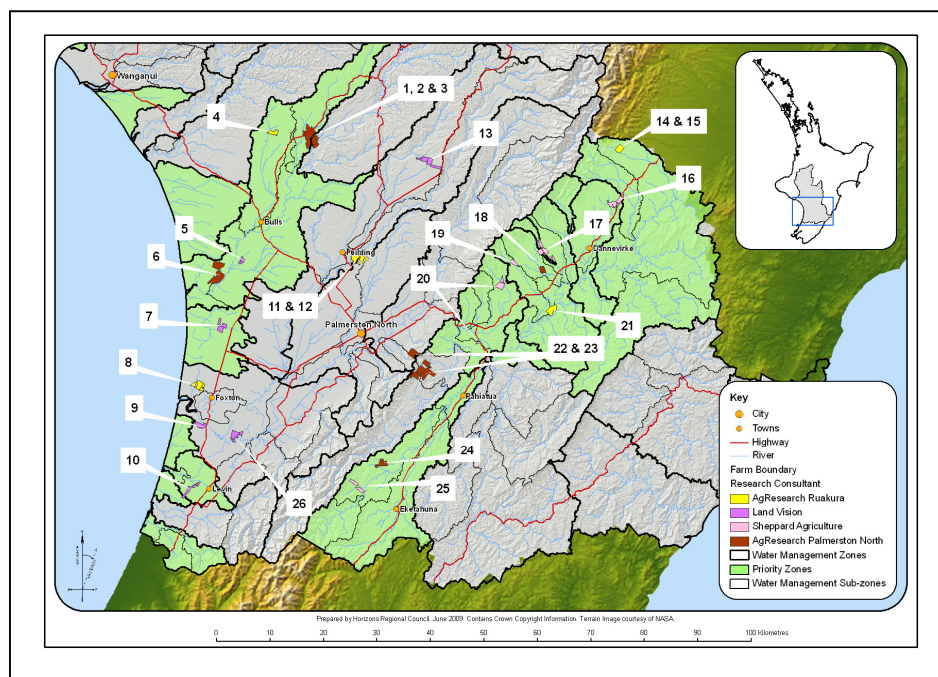 Wanganui
1, 2 & 3
4
13
14 & 15
16
5
Bulls
18
17
19
Dannevirke
6
Feilding
20
11 & 12
7
Palmerston North
21
22 & 23
8
Foxton
Pahiatua
9
10
24
25
Levin
26
Eketahuna
Key
City
Towns
Highway
River
Farm Boundary
Research Consultant
AgResearch Ruakura
Land Vision
Sheppard Agriculture
AgResearch Palmerston North
Water Management Zones
Priority Zones
Water Management Sub-zones
Prepared by Horizons Regional Council. June 2009. Contains Crown Copyright Information. Terrain Image courtesy of NASA.
0 10 20 30 40 50 60 70 80 90 100 Kilometres